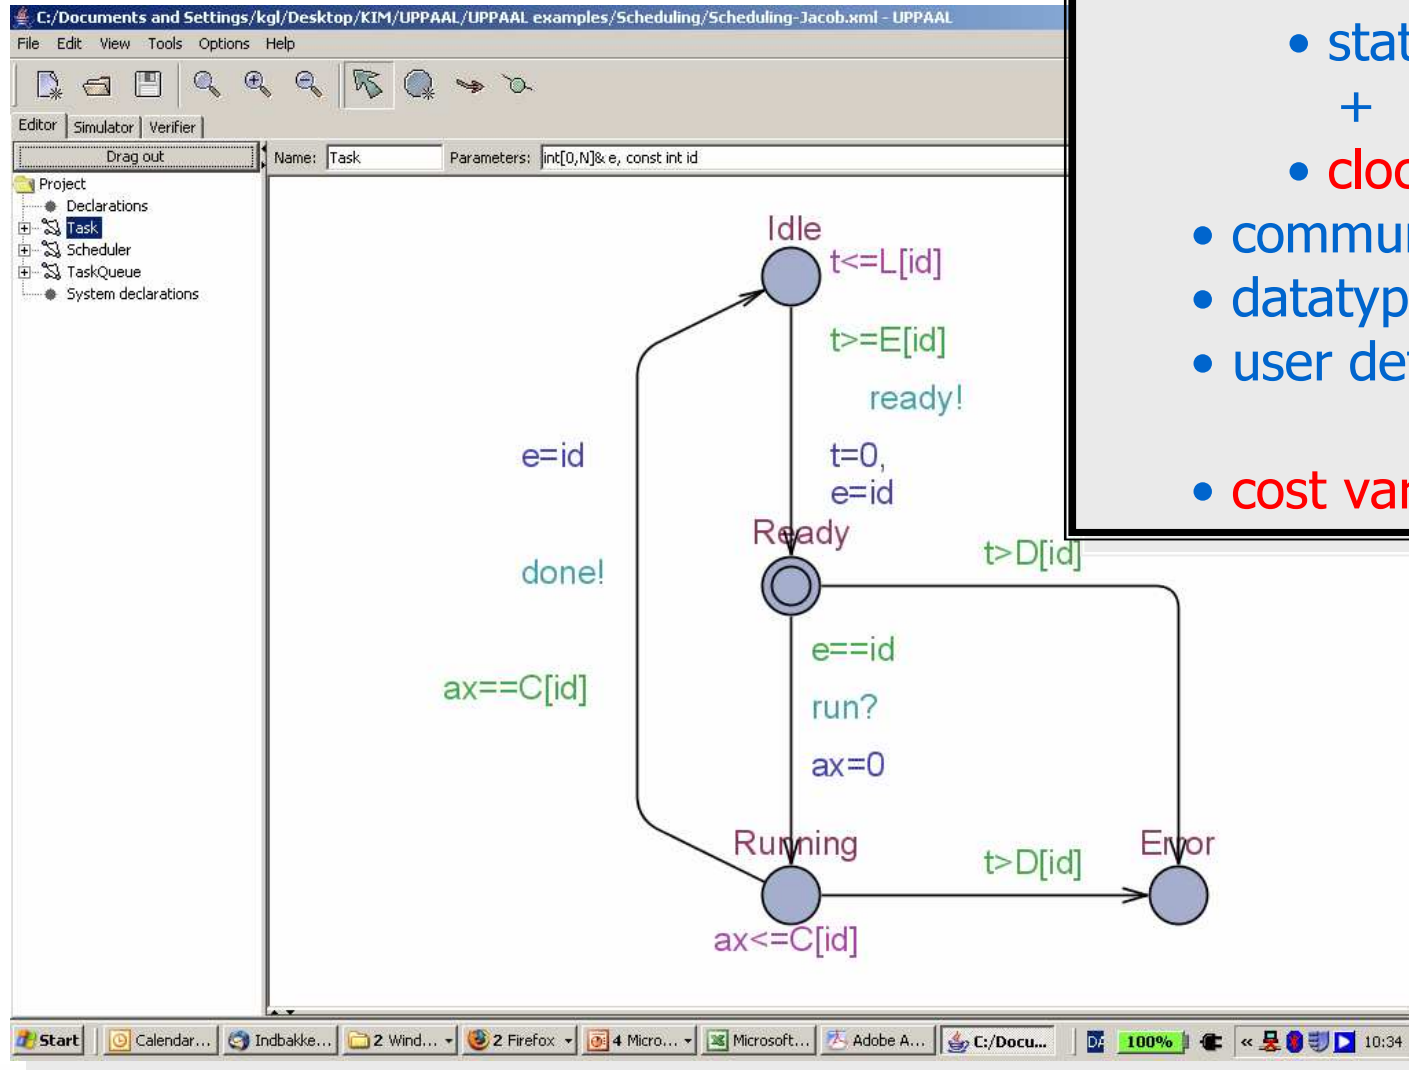 C:/Documents and Settings/kgl/Desktop/KIM/UPPAAL/UPPAAL examples/Scheduling/Scheduling-Jacob.xml - UPPAAL
File Edit View Tools Options Help
Editor Simulator Verifier
Drag out
Name: Task Parameters: int[0,N]& e, const int id
Project
Declarations
Task
Scheduler
TaskQueue
System declarations
Idle
t<=L[id]
t>=E[id]
ready!
e=id
t=0,
e=id
Ready
t>D[id]
done!
e==id
ax==C[id]
run?
ax=0
Running
t>D[id]
Error
ax<=C[id]
• stat
+
• cloc
• commun
• datatyp
• user de
• cost var
Start Calendar... Indbakke... 2 Wind... 2 Firefox 4 Micro... Microsoft... Adobe A... C:/Docu... DA 100% « 10:34